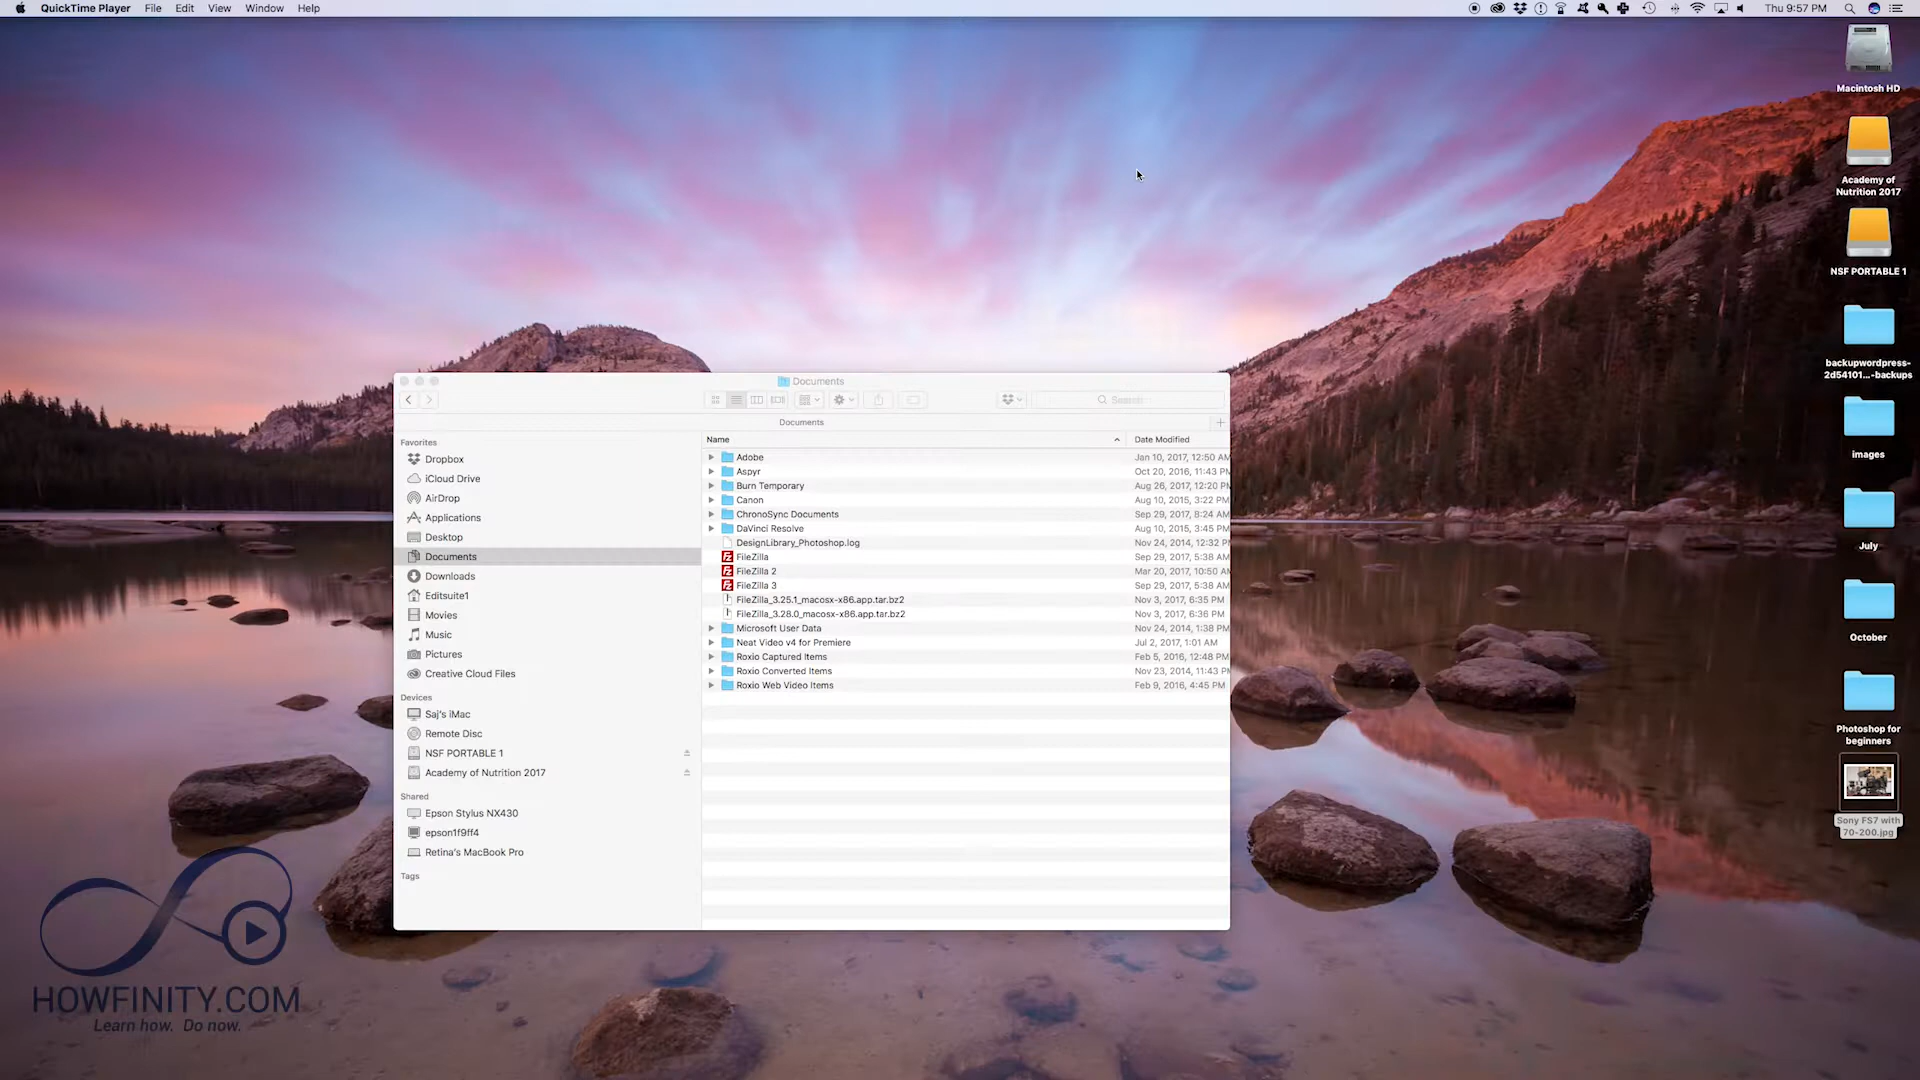 QuickTime Player File Edit View Window Help
Thu 9:57 PM
Macintosh HD
Academy of
Nutrition 2017
NSF PORTABLE 1
backupwordpress-
2d54101...-backups
images
July
October
Photoshop for
beginners
Sony FS7 with
70-200.jpg
Documents
Search
Documents
Favorites
Dropbox
iCloud Drive
AirDrop
Applications
Desktop
Documents
Downloads
Editsuite1
Movies
Music
Pictures
Creative Cloud Files
Devices
Saj's iMac
Remote Disc
NSF PORTABLE 1
Academy of Nutrition 2017
Shared
Epson Stylus NX430
epson1f9ff4
Retina's MacBook Pro
Tags
Name Date Modified
Adobe Jan 10, 2017, 12:50 AM
Aspyr Oct 20, 2016, 11:43 PM
Burn Temporary Aug 26, 2017, 12:20 PM
Canon Aug 10, 2015, 3:22 PM
ChronoSync Documents Sep 29, 2017, 8:24 AM
DaVinci Resolve Aug 10, 2015, 3:45 PM
DesignLibrary_Photoshop.log Nov 24, 2014, 12:32 PM
FileZilla Sep 29, 2017, 5:38 AM
FileZilla 2 Mar 20, 2017, 10:50 AM
FileZilla 3 Sep 29, 2017, 5:38 AM
FileZilla_3.25.1_macosx-x86.app.tar.bz2 Nov 3, 2017, 6:35 PM
FileZilla_3.28.0_macosx-x86.app.tar.bz2 Nov 3, 2017, 6:36 PM
Microsoft User Data Nov 24, 2014, 1:38 PM
Neat Video v4 for Premiere Jul 2, 2017, 1:01 AM
Roxio Captured Items Feb 5, 2016, 12:48 PM
Roxio Converted Items Nov 23, 2014, 11:43 PM
Roxio Web Video Items Feb 9, 2016, 4:45 PM
HOWFINITY.COM
Learn how. Do now.